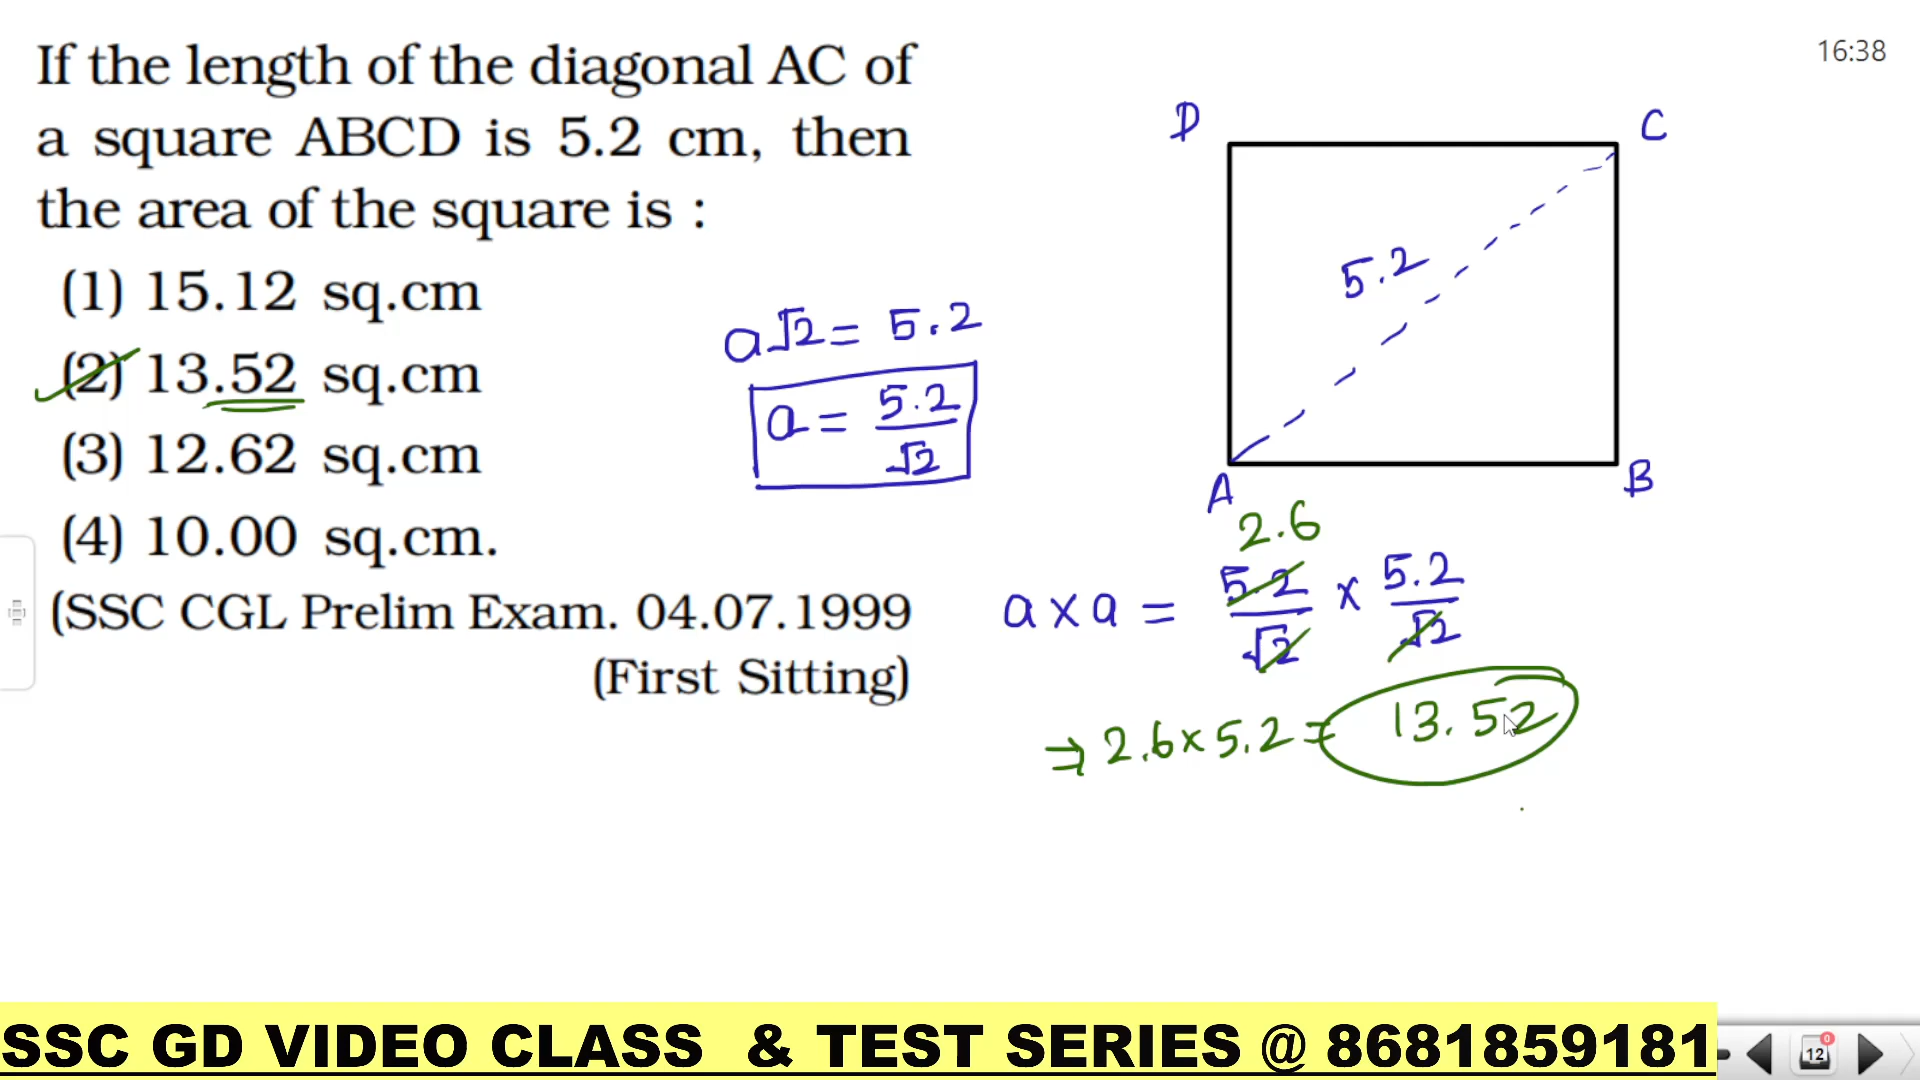 16:38
If the length of the diagonal AC of
a square ABCD is 5.2 cm, then
the area of the square is :
(1) 15.12 sq.cm
(2) 13.52 sq.cm
(3) 12.62 sq.cm
(4) 10.00 sq.cm.
(SSC CGL Prelim Exam. 04.07.1999
(First Sitting)
a√2 = 5.2
a = 5.2/√2
D
C
5.2
A
B
2.6
a × a = 5.2/√2 × 5.2/√2
⇒ 2.6 × 5.2 = 13.52
SSC GD VIDEO CLASS & TEST SERIES @ 8681859181
12
0